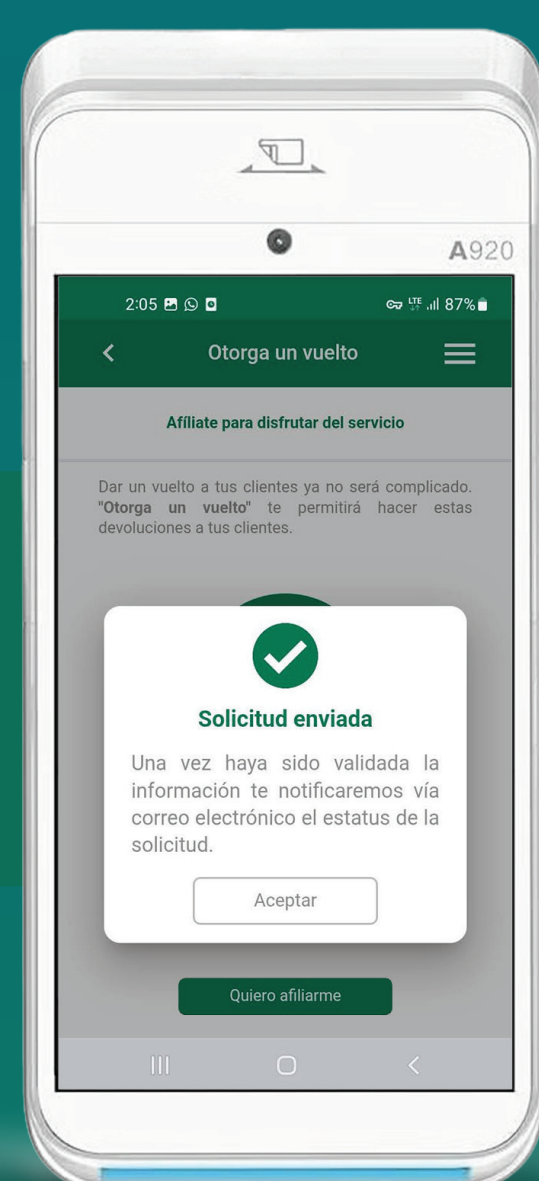 A920
2:05 LTE 87%
Otorga un vuelto
Afíliate para disfrutar del servicio
Dar un vuelto a tus clientes ya no será complicado.
"Otorga un vuelto" te permitirá hacer estas
devoluciones a tus clientes.
Solicitud enviada
Una vez haya sido validada la
información te notificaremos vía
correo electrónico el estatus de la
solicitud.
Aceptar
Quiero afiliarme